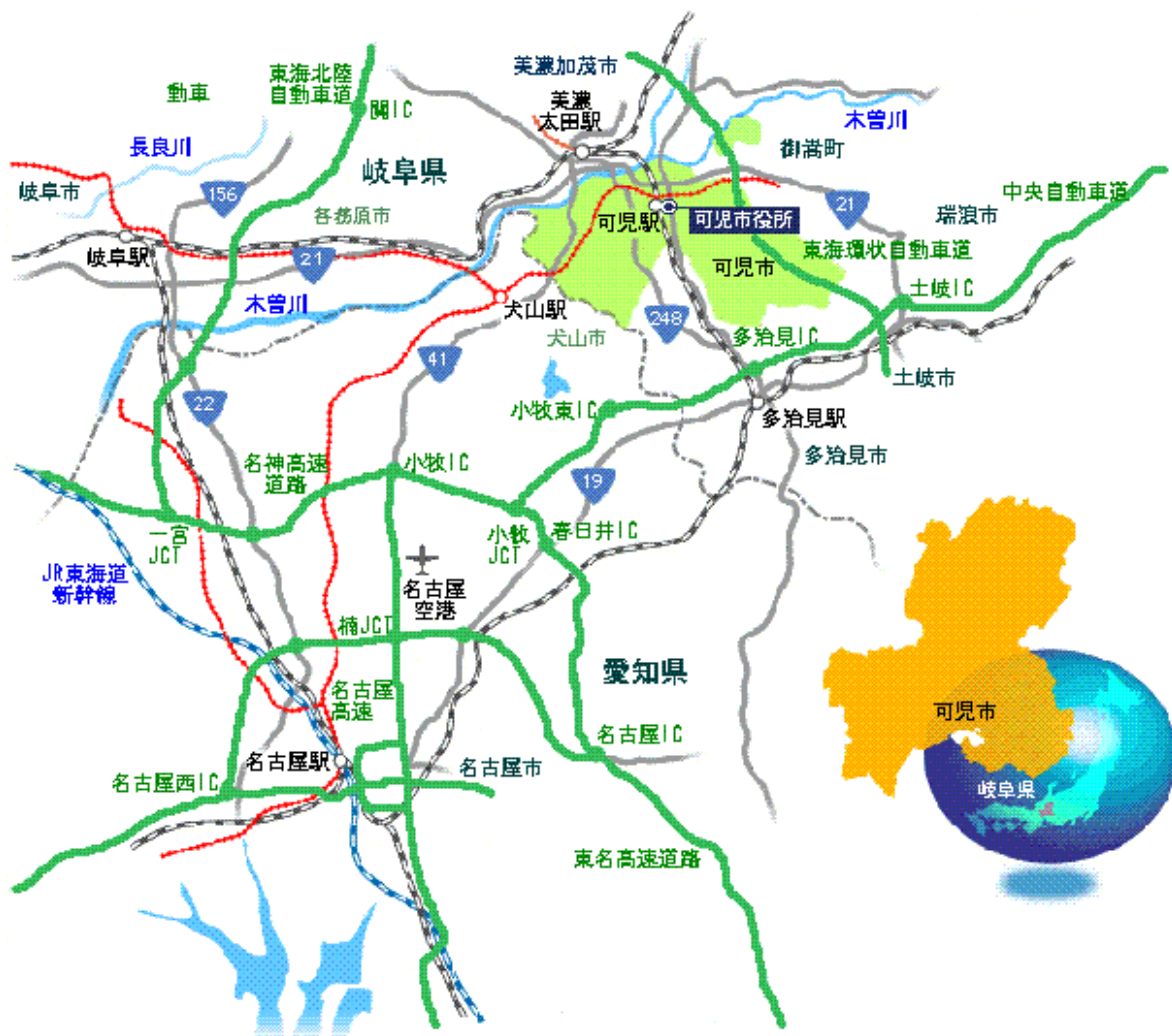 美濃加茂市
東海北陸
自動車道
動車
関IC
美濃
太田駅
木曽川
長良川
御嵩町
岐阜県
岐阜市
156
中央自動車道
21
瑞浪市
各務原市
可児駅
可児市役所
岐阜駅
21
東海環状自動車道
可児市
土岐IC
木曽川
犬山駅
248
犬山市
多治見IC
41
土岐市
22
小牧東IC
多治見駅
多治見市
名神高速
道路
小牧IC
19
一宮
JCT
小牧
JCT
春日井IC
JR東海道
新幹線
名古屋
空港
楠JCT
愛知県
名古屋
高速
可児市
名古屋IC
名古屋駅
名古屋市
名古屋西IC
岐阜県
東名高速道路